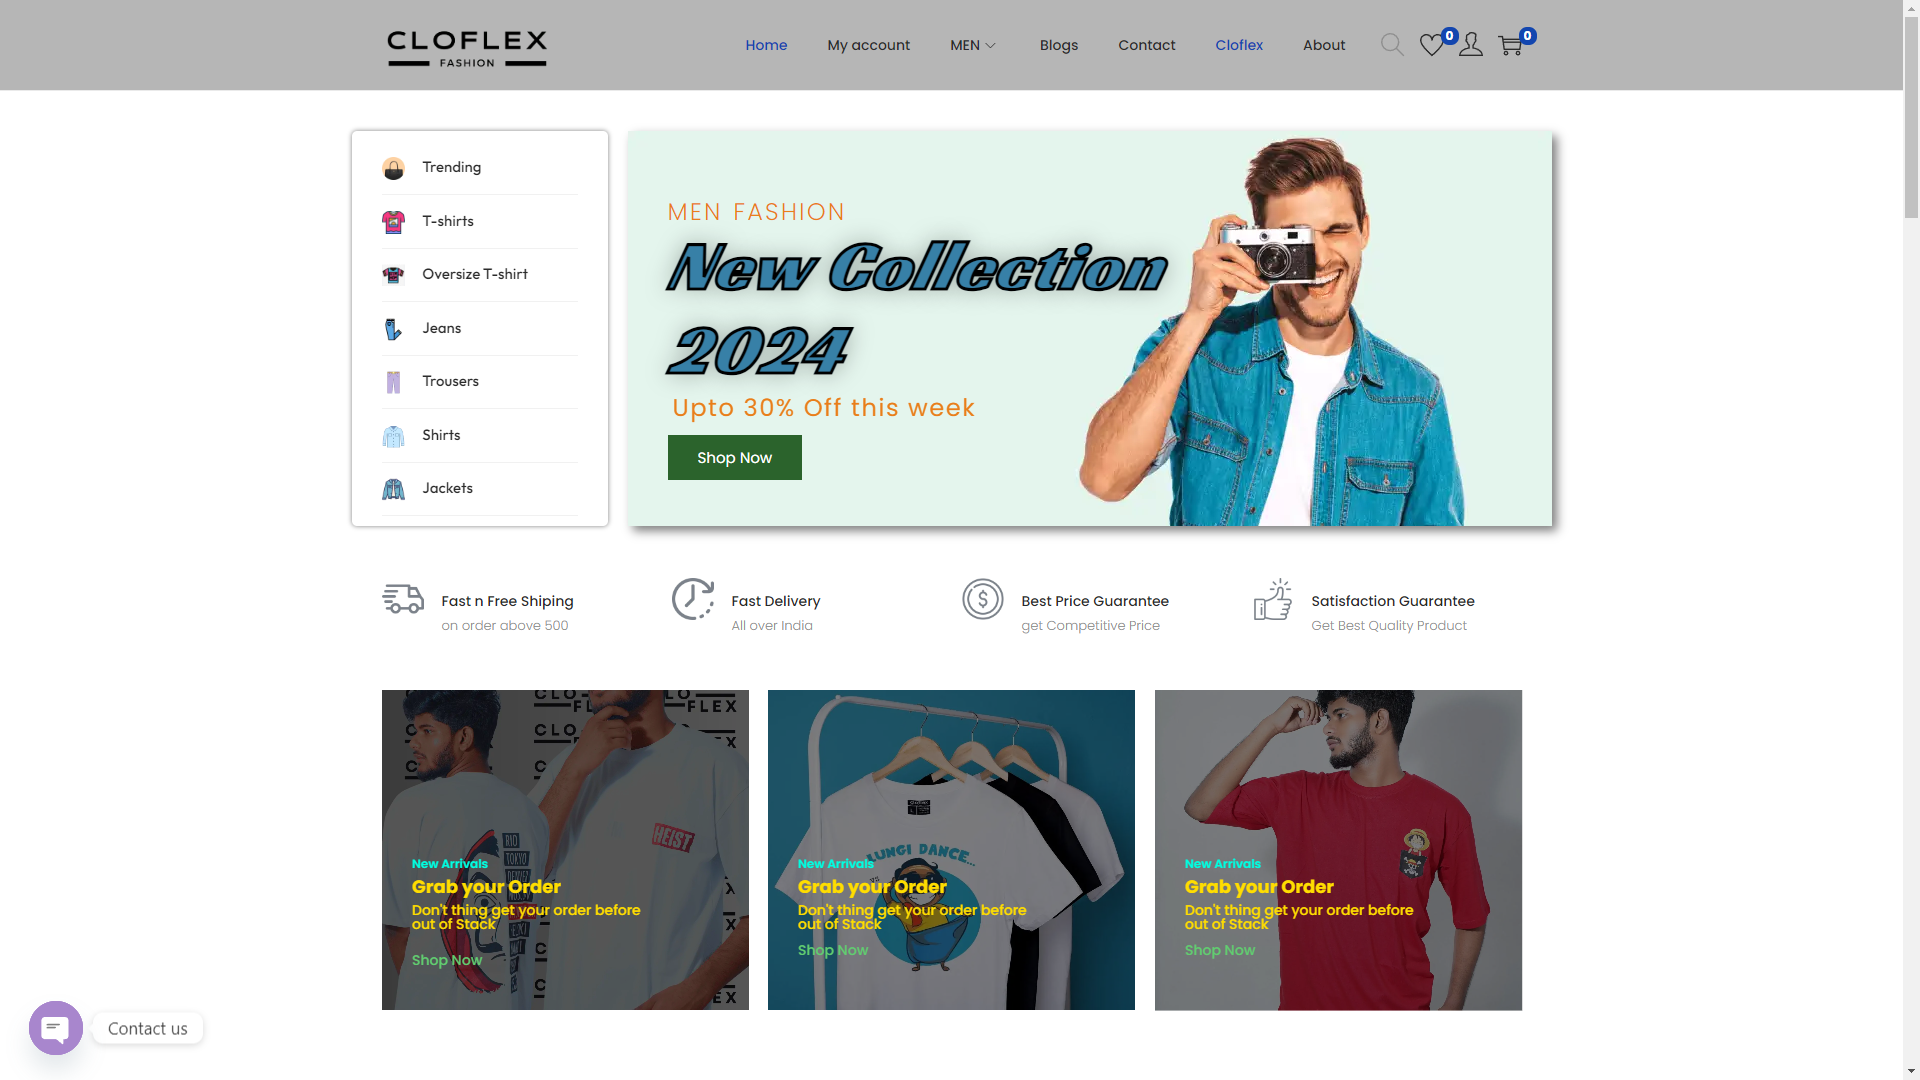 CLOFLEX
FASHION
Home
My account
MEN
Blogs
Contact
Cloflex
About
0
0
Trending
T-shirts
Oversize T-shirt
Jeans
Trousers
Shirts
Jackets
MEN FASHION
New Collection
2024
Upto 30% Off this week
Shop Now
Fast n Free Shiping
on order above 500
Fast Delivery
All over India
Best Price Guarantee
get Competitive Price
Satisfaction Guarantee
Get Best Quality Product
HEIST
RIO
TOKYO
New Arrivals
Grab your Order
Don't thing get your order before
out of Stack
Shop Now
LUNGI DANCE...
New Arrivals
Grab your Order
Don't thing get your order before
out of Stack
Shop Now
New Arrivals
Grab your Order
Don't thing get your order before
out of Stack
Shop Now
Contact us